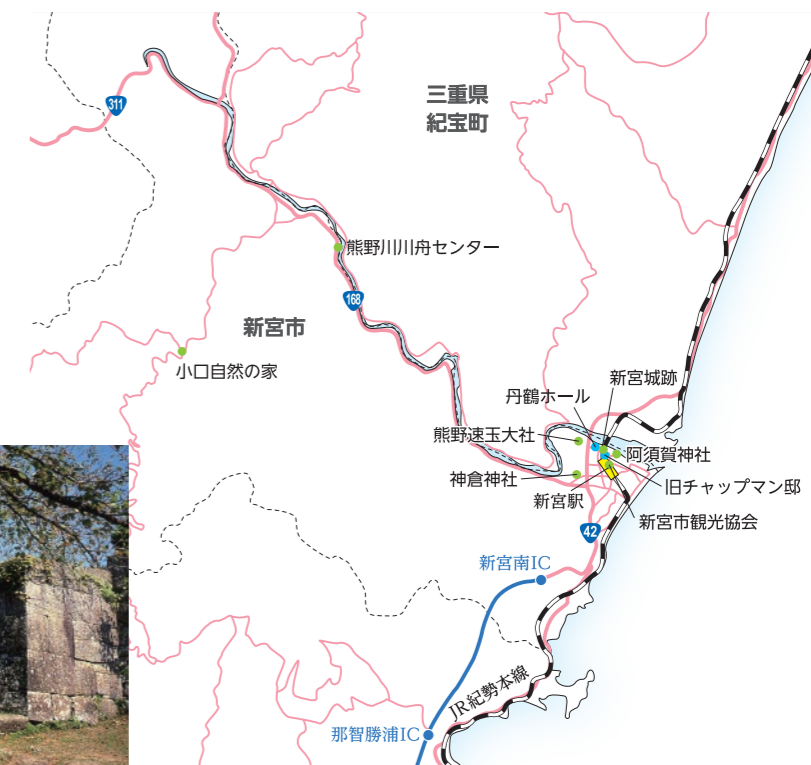 三重県
紀宝町
311
熊野川川舟センター
168
新宮市
小口自然の家
新宮城跡
丹鶴ホール
熊野速玉大社
阿須賀神社
神倉神社
旧チャップマン邸
新宮駅
新宮市観光協会
42
新宮南IC
JR紀勢本線
那智勝浦IC